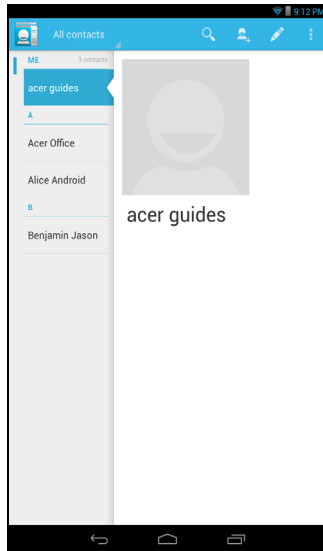 9:12 PM
All contacts
ME 3 contacts
acer guides
A
Acer Office
Alice Android
B
Benjamin Jason
acer guides